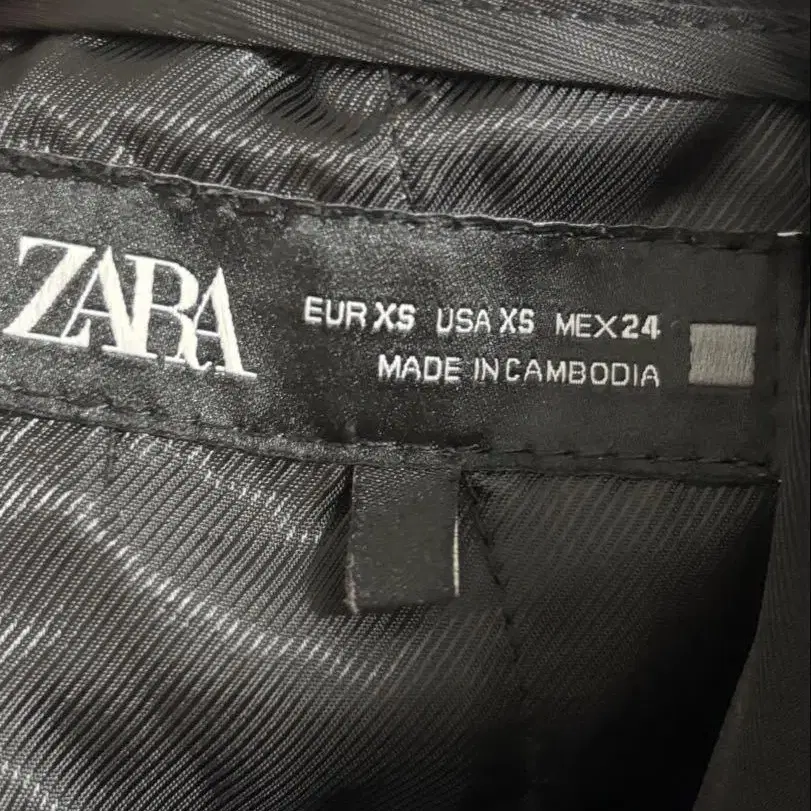 ZARA
EUR XS USA XS MEX 24
MADE IN CAMBODIA